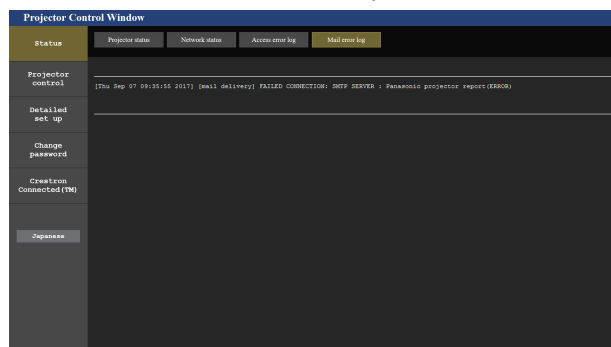 Projector Control Window
Status
Projector status
Network status
Access error log
Mail error log
Projector
control
Detailed
set up
Change
password
Crestron
Connected(TM)
Japanese
[Thu Sep 07 09:35:55 2017] [mail delivery] FAILED CONNECTION: SMTP SERVER : Panasonic projector report(ERROR)